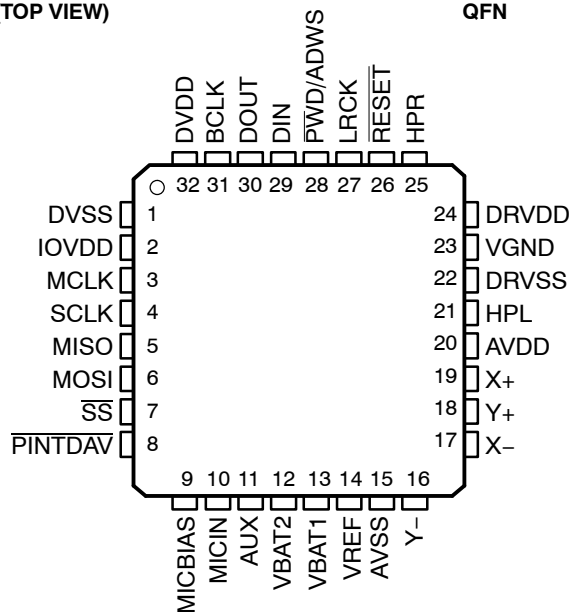 (TOP VIEW)
QFN
DVDD
BCLK
DOUT
DIN
PWD/ADWS
LRCK
RESET
HPR
32 31 30 29 28 27 26 25
DVSS 1
IOVDD 2
MCLK 3
SCLK 4
MISO 5
MOSI 6
SS 7
PINTDAV 8
24 DRVDD
23 VGND
22 DRVSS
21 HPL
20 AVDD
19 X+
18 Y+
17 X−
9 10 11 12 13 14 15 16
MICBIAS
MICIN
AUX
VBAT2
VBAT1
VREF
AVSS
Y−